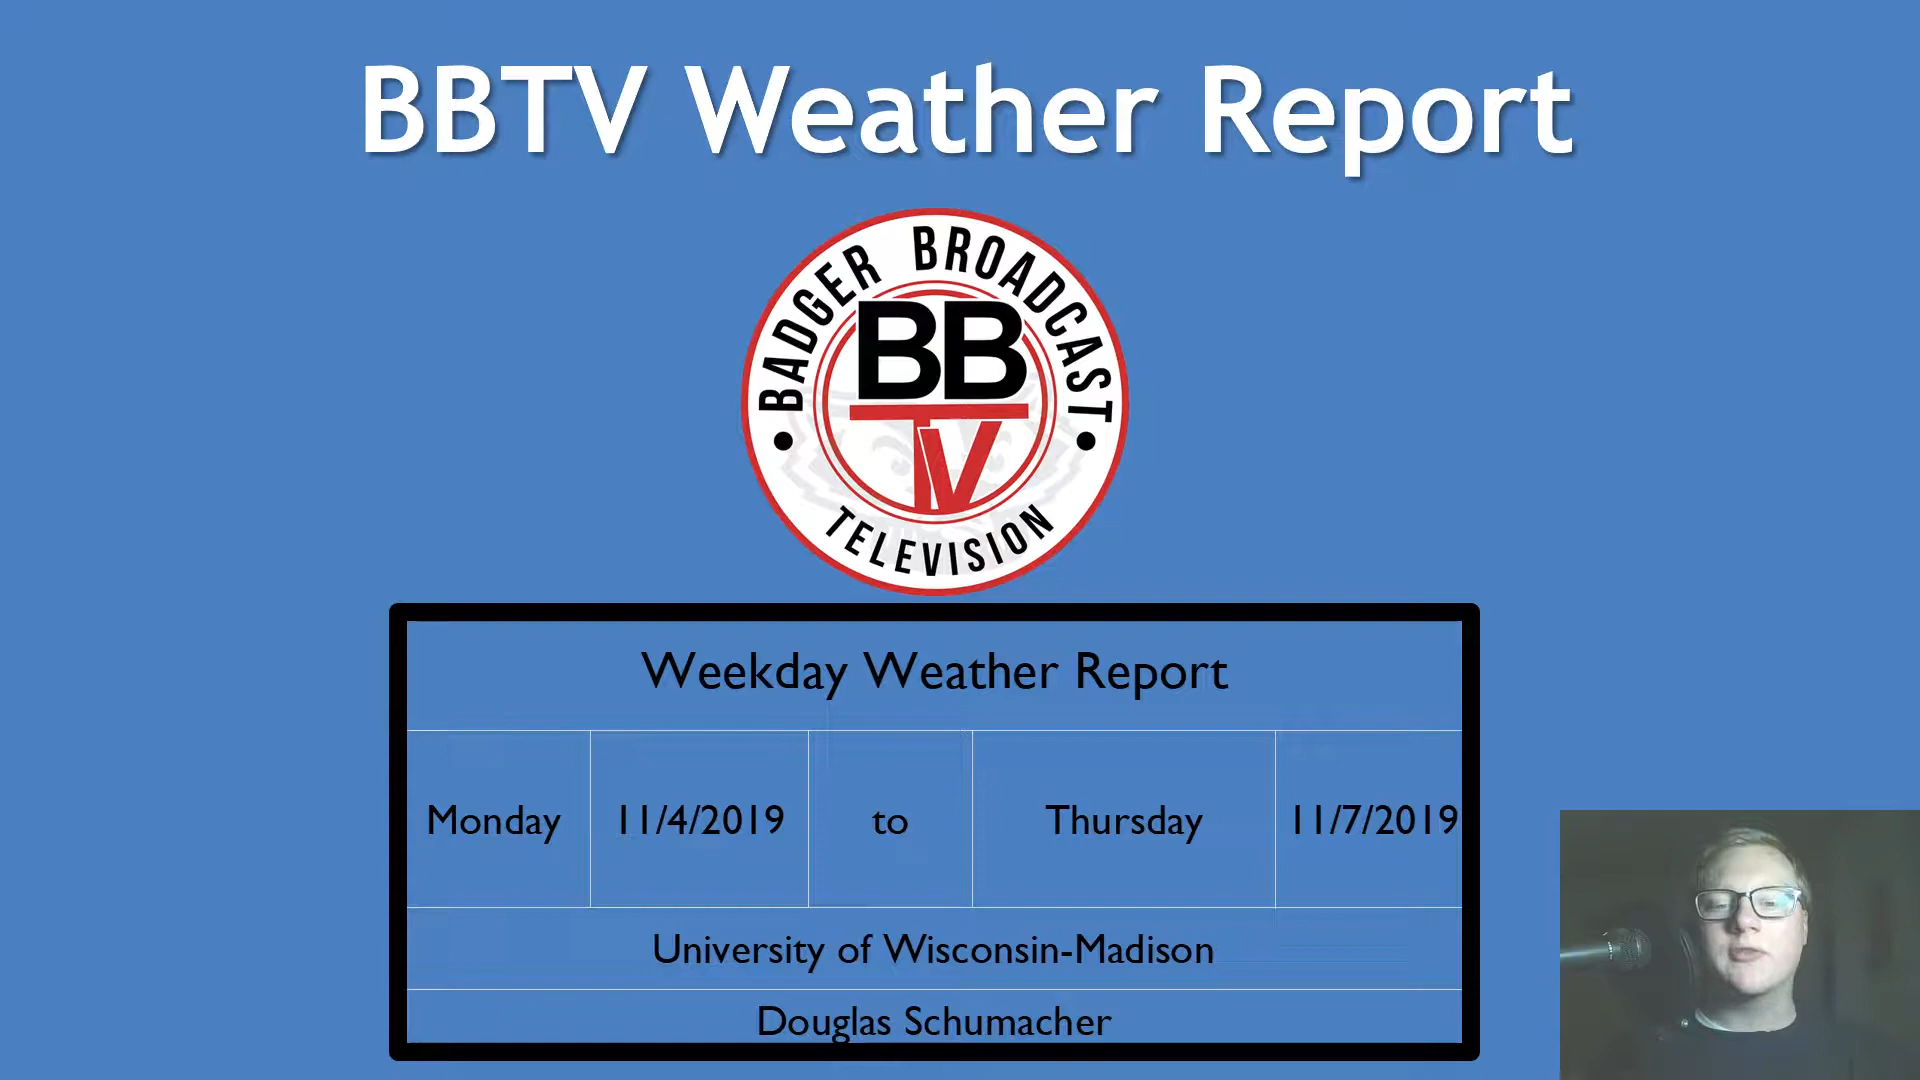 BBTV Weather Report
BADGER BROADCAST
BB
TV
TELEVISION
Weekday Weather Report
Monday 11/4/2019 to Thursday 11/7/2019
University of Wisconsin-Madison
Douglas Schumacher